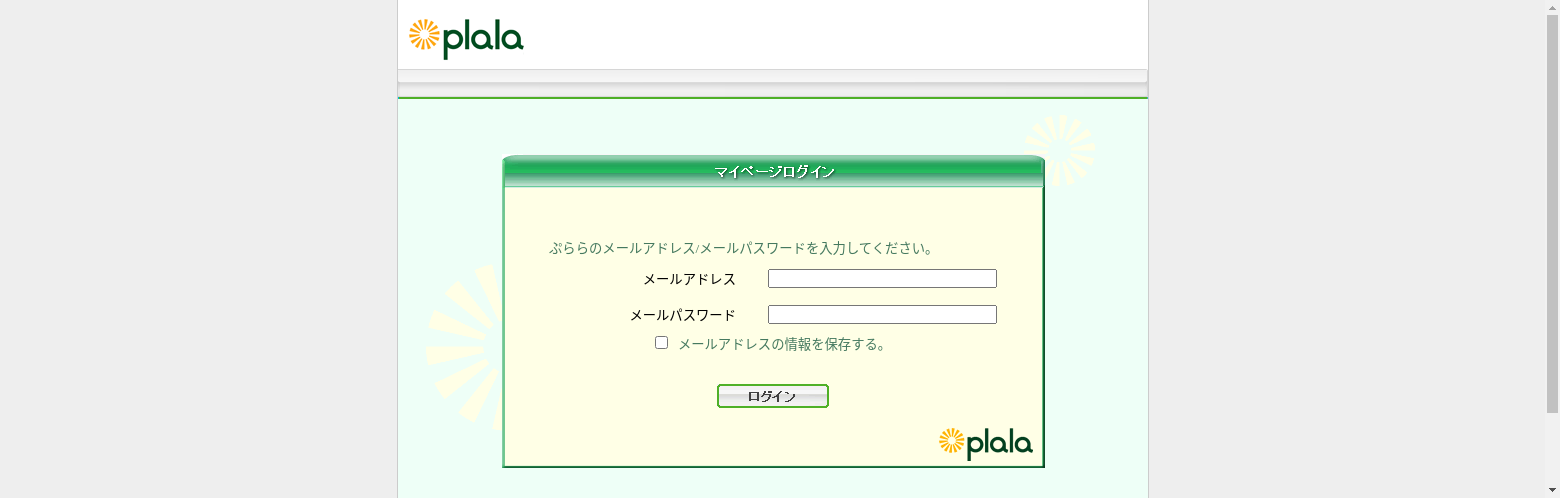 plala
マイページログイン
ぷららのメールアドレス/メールパスワードを入力してください。
メールアドレス
メールパスワード
メールアドレスの情報を保存する。
ログイン
plala